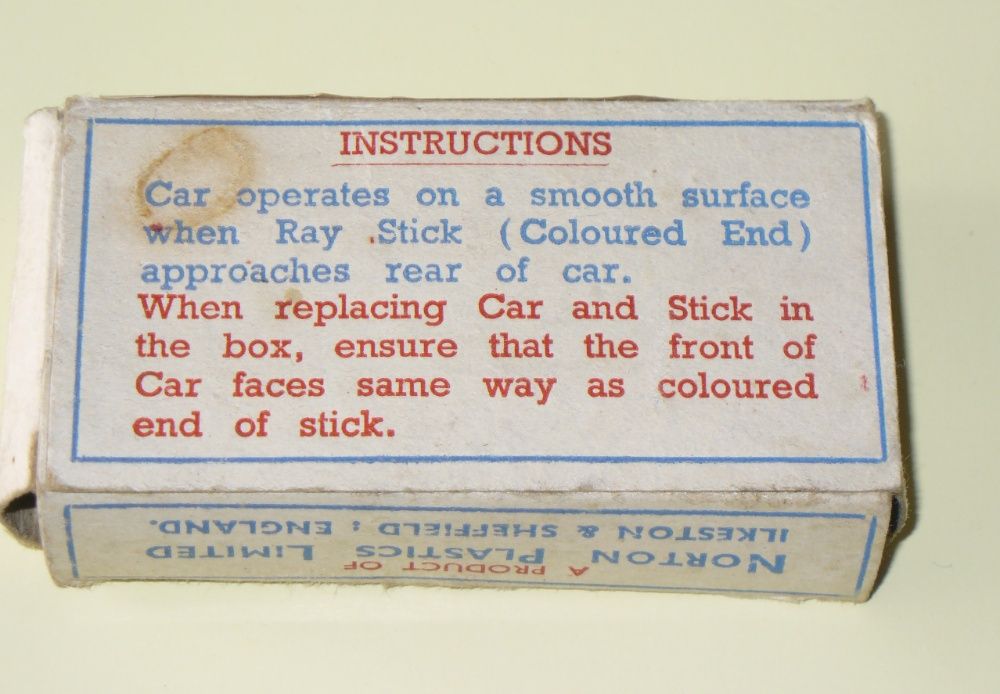 INSTRUCTIONS
Car operates on a smooth surface
when Ray Stick (Coloured End)
approaches rear of car.
When replacing Car and Stick in
the box, ensure that the front of
Car faces same way as coloured
end of stick.
A PRODUCT OF
NORTON PLASTICS LIMITED
ILKESTON & SHEFFIELD : ENGLAND.